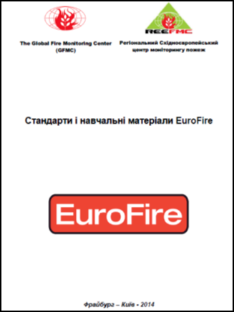 REEFMC
The Global Fire Monitoring Center
(GFMC)
Регіональний Східноєвропейський
центр моніторингу пожеж
Стандарти і навчальні матеріали EuroFire
EuroFire
Фрайбург – Київ - 2014